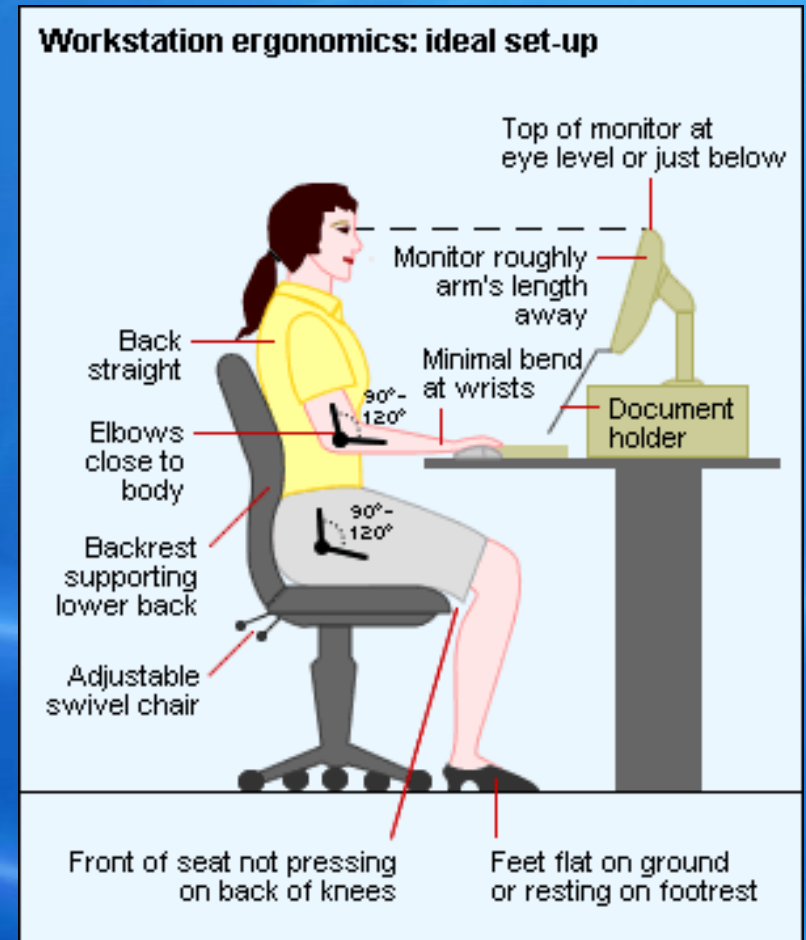 Workstation ergonomics: ideal set-up
Top of monitor at
eye level or just below
Monitor roughly
arm's length
away
Back
straight
Minimal bend
at wrists
90°-
120°
Elbows
close to
body
Document
holder
90°-
120°
Backrest
supporting
lower back
Adjustable
swivel chair
Front of seat not pressing
on back of knees
Feet flat on ground
or resting on footrest